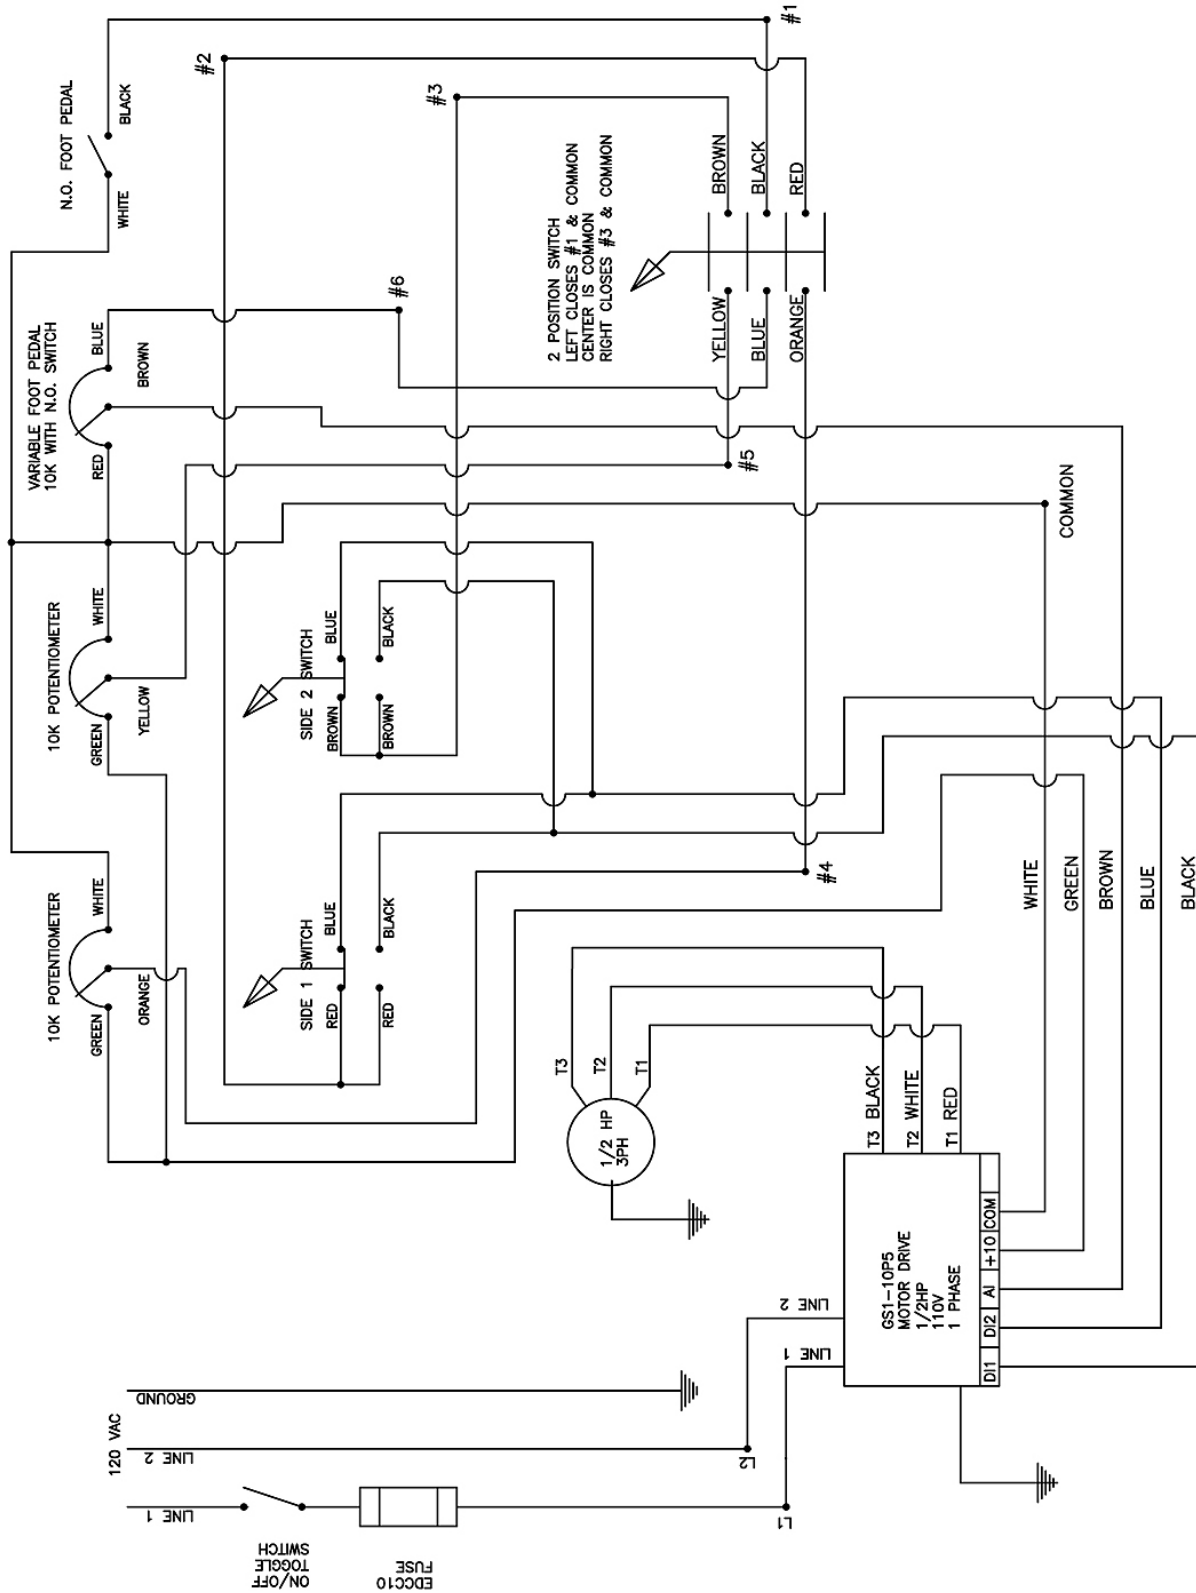 120 VAC
LINE 1
LINE 2
GROUND
ON/OFF
TOGGLE
SWITCH
EDCC10
FUSE
L1
L2
LINE 1
LINE 2
GS1-10P5
MOTOR DRIVE
1/2HP
110V
1 PHASE
DI1
DI2
AI
+10
COM
T3 BLACK
T2 WHITE
T1 RED
1/2 HP
3PH
T3
T2
T1
10K POTENTIOMETER
GREEN
WHITE
ORANGE
10K POTENTIOMETER
GREEN
WHITE
YELLOW
VARIABLE FOOT PEDAL
10K WITH N.O. SWITCH
RED
BLUE
BROWN
N.O. FOOT PEDAL
WHITE
BLACK
SIDE 1 SWITCH
RED
BLUE
RED
BLACK
SIDE 2 SWITCH
BROWN
BLUE
BROWN
BLACK
#2
#3
#6
#1
2 POSITION SWITCH
LEFT CLOSES #1 & COMMON
CENTER IS COMMON
RIGHT CLOSES #3 & COMMON
YELLOW
BROWN
BLUE
BLACK
ORANGE
RED
#5
#4
COMMON
WHITE
GREEN
BROWN
BLUE
BLACK